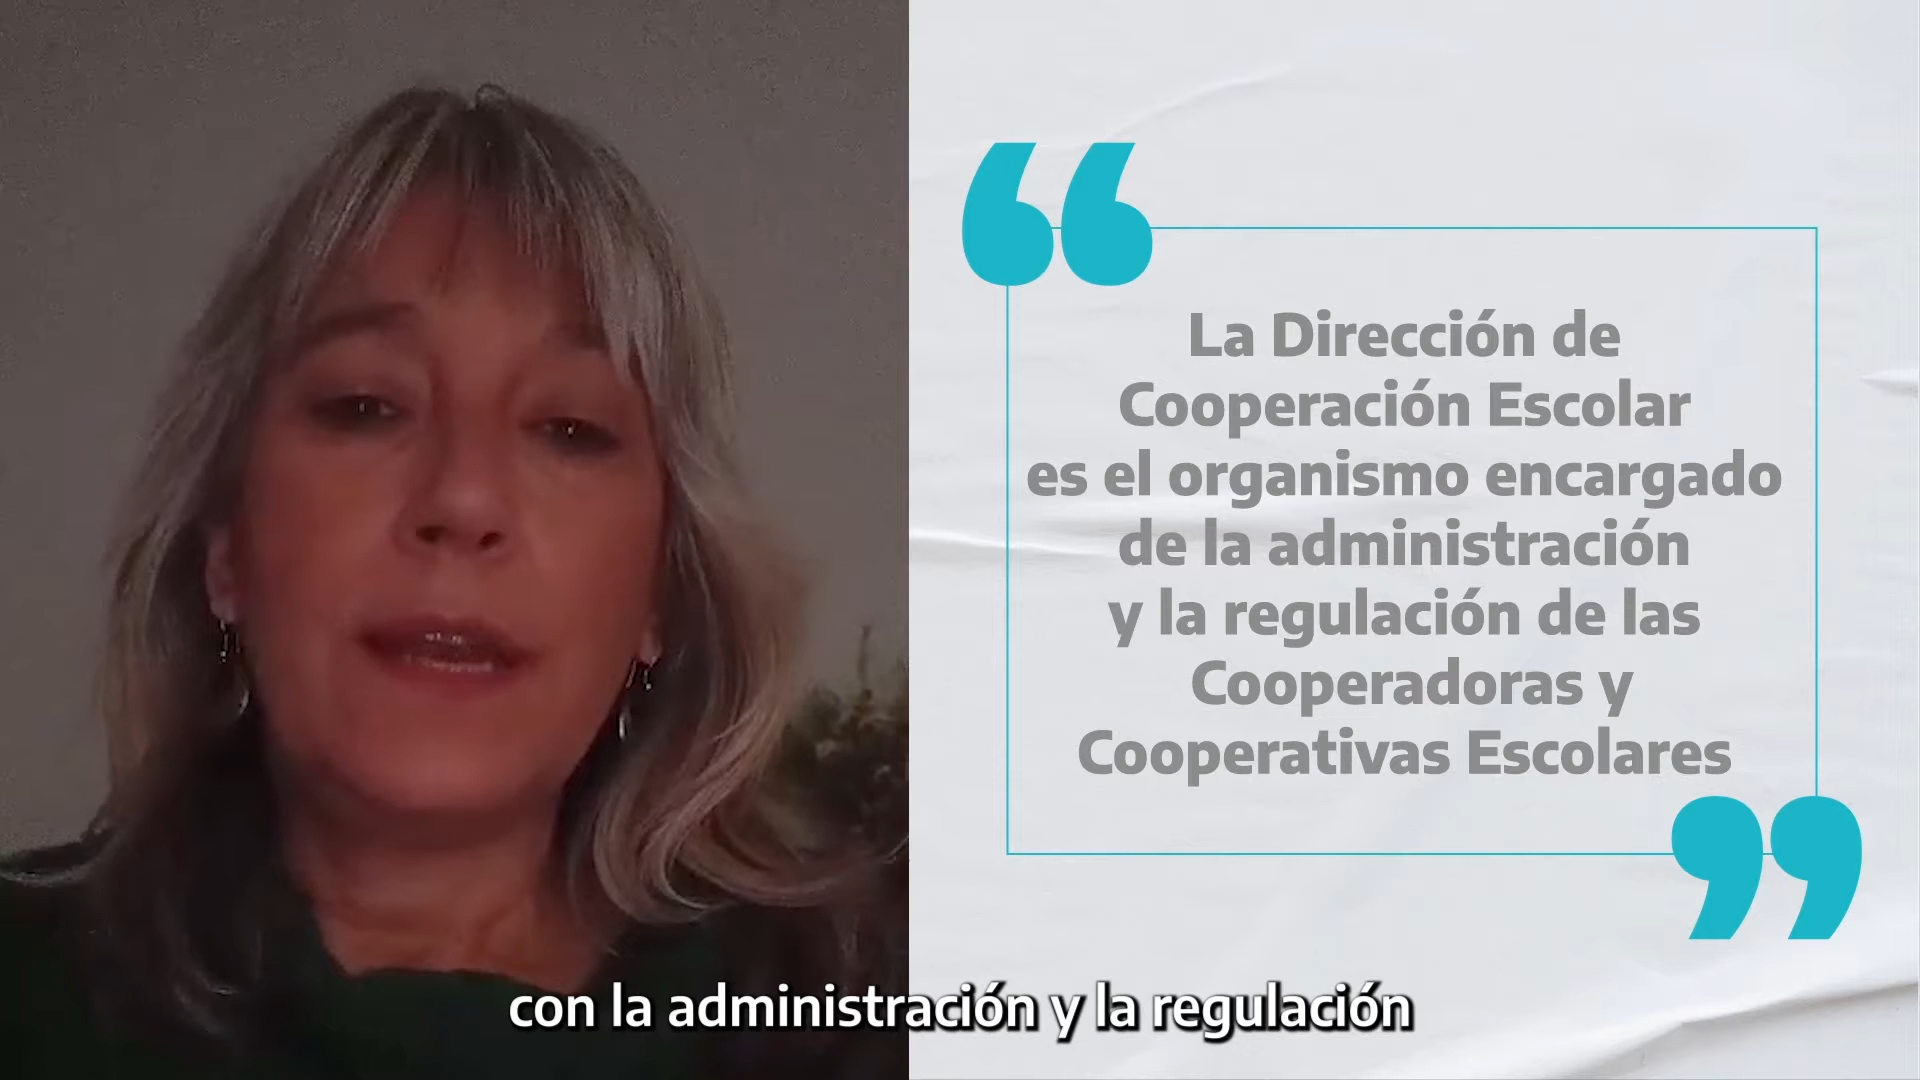 La Dirección de
Cooperación Escolar
es el organismo encargado
de la administración
y la regulación de las
Cooperadoras y
Cooperativas Escolares
con la administración y la regulación